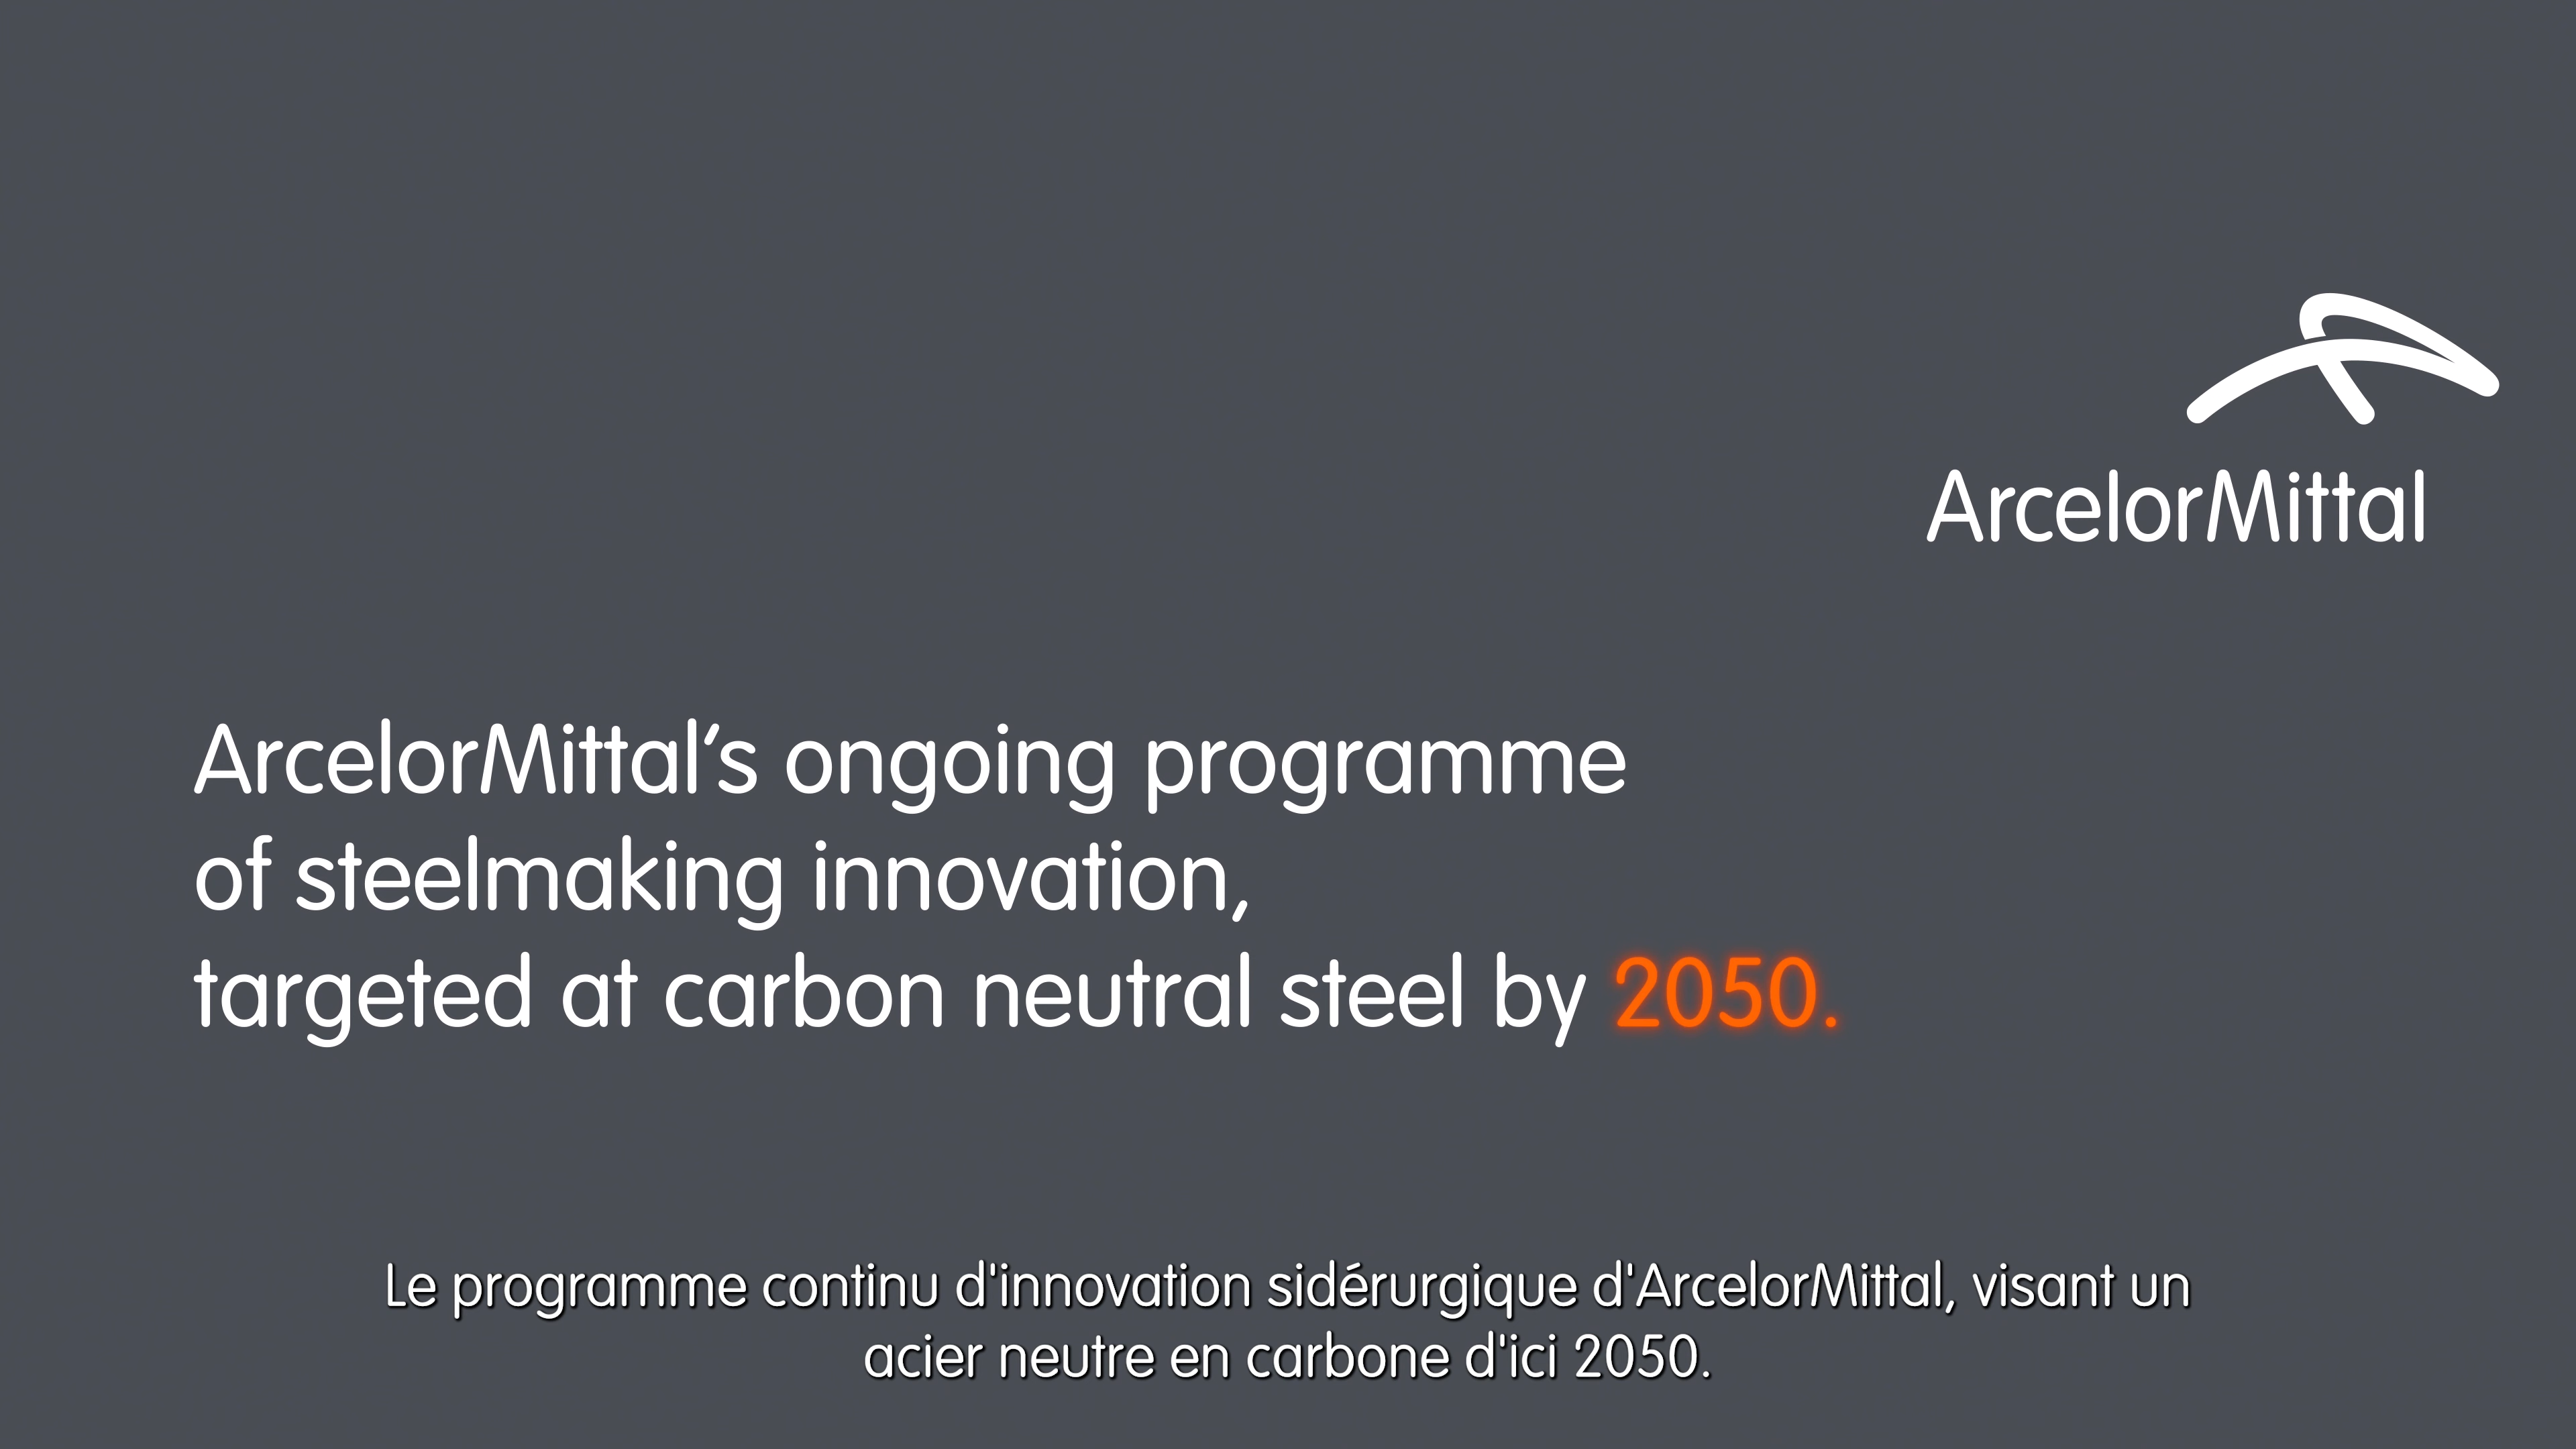 ArcelorMittal
ArcelorMittal’s ongoing programme
of steelmaking innovation,
targeted at carbon neutral steel by 2050.
Le programme continu d'innovation sidérurgique d'ArcelorMittal, visant un
acier neutre en carbone d'ici 2050.